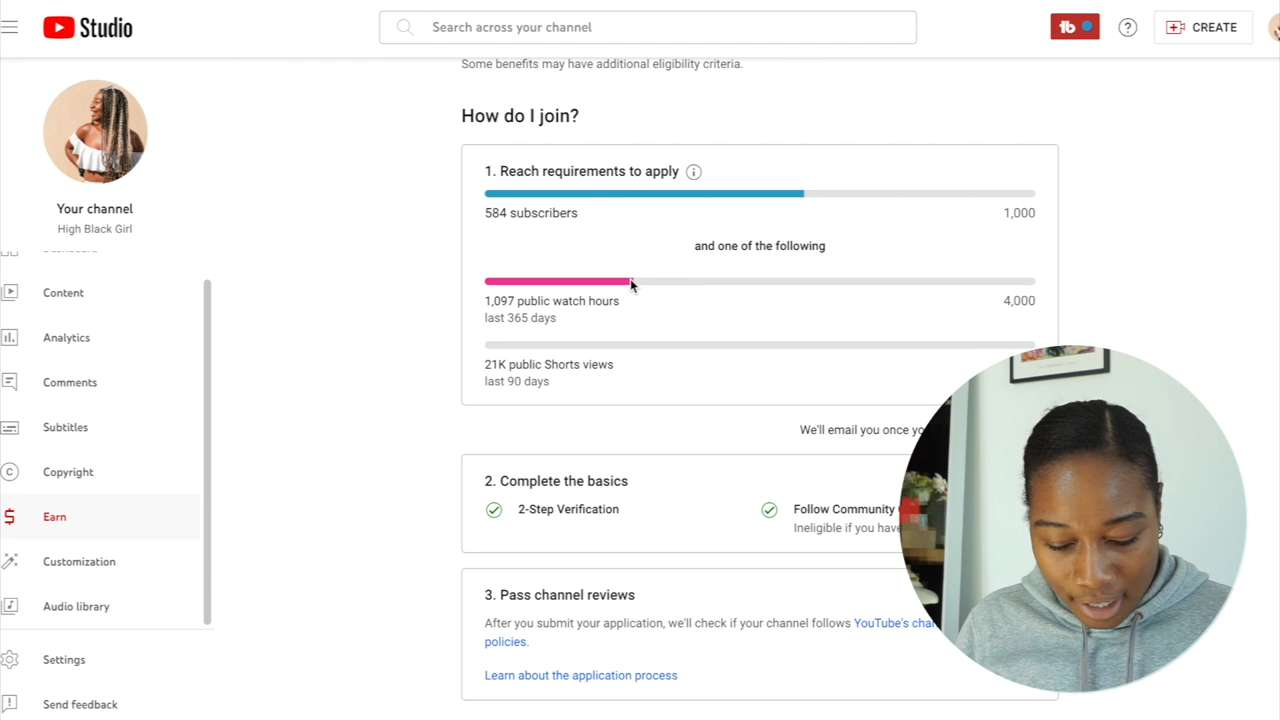 Studio
Search across your channel
CREATE
Some benefits may have additional eligibility criteria.
How do I join?
1. Reach requirements to apply
584 subscribers
1,000
and one of the following
1,097 public watch hours
4,000
last 365 days
21K public Shorts views
last 90 days
We'll email you once
2. Complete the basics
2-Step Verification
Follow Community
Ineligible if you have
3. Pass channel reviews
After you submit your application, we'll check if your channel follows YouTube's
policies.
Learn about the application process
Your channel
High Black Girl
Content
Analytics
Comments
Subtitles
Copyright
Earn
Customization
Audio library
Settings
Send feedback